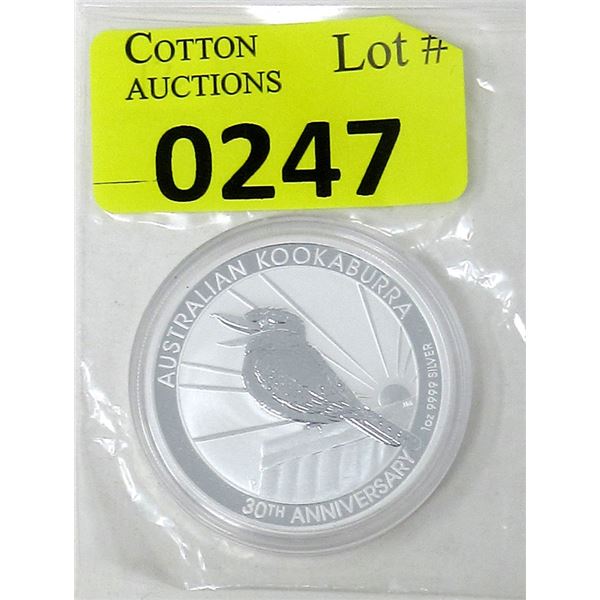 COTTON Lot #
AUCTIONS
0247
AUSTRALIAN KOOKABURRA
1oz 9999 SILVER
30TH ANNIVERSARY